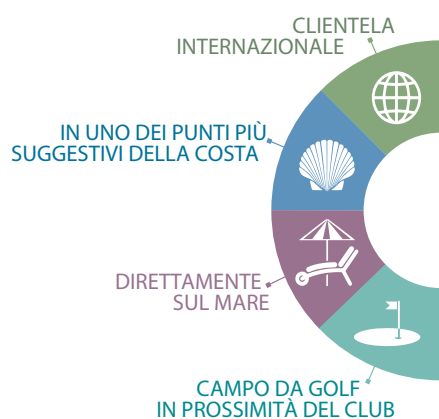 CLIENTELA
INTERNAZIONALE
IN UNO DEI PUNTI PIÙ
SUGGESTIVI DELLA COSTA
DIRETTAMENTE
SUL MARE
CAMPO DA GOLF
IN PROSSIMITÀ DEL CLUB